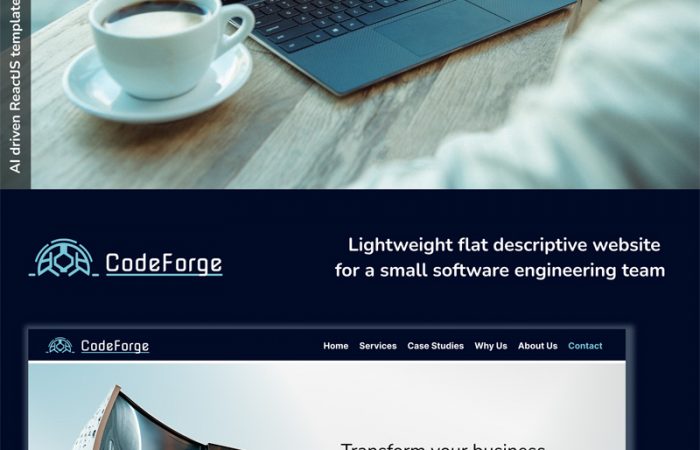 AI driven ReactJS template
CodeForge
Lightweight flat descriptive website
for a small software engineering team
CodeForge
Home Services Case Studies Why Us About Us Contact
Transform your business